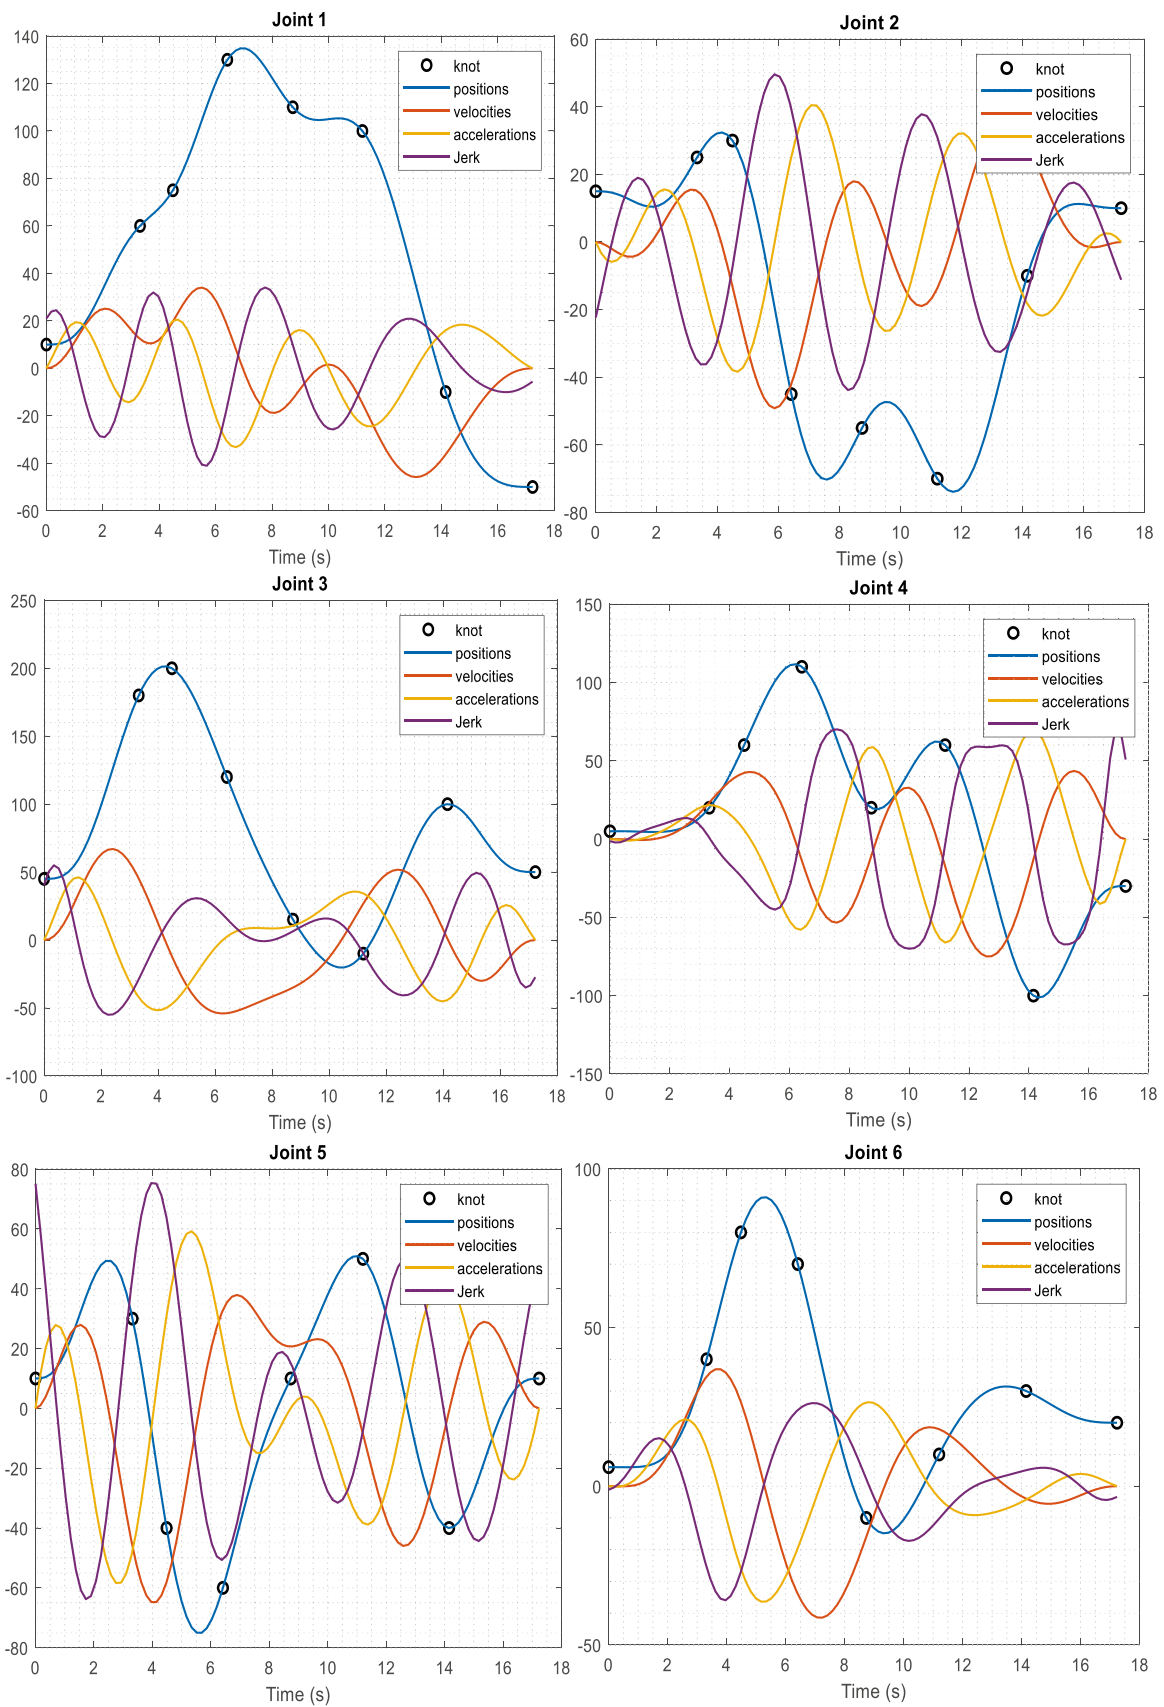 Joint 1
140
120
100
80
60
40
20
0
-20
-40
-60
0 2 4 6 8 10 12 14 16 18
Time (s)
knot
positions
velocities
accelerations
Jerk
Joint 2
60
40
20
0
-20
-40
-60
-80
0 2 4 6 8 10 12 14 16 18
Time (s)
knot
positions
velocities
accelerations
Jerk
Joint 3
250
200
150
100
50
0
-50
-100
0 2 4 6 8 10 12 14 16 18
Time (s)
knot
positions
velocities
accelerations
Jerk
Joint 4
150
100
50
0
-50
-100
-150
0 2 4 6 8 10 12 14 16 18
Time (s)
knot
positions
velocities
accelerations
Jerk
Joint 5
80
60
40
20
0
-20
-40
-60
-80
0 2 4 6 8 10 12 14 16 18
Time (s)
knot
positions
velocities
accelerations
Jerk
Joint 6
100
50
0
-50
0 2 4 6 8 10 12 14 16 18
Time (s)
knot
positions
velocities
accelerations
Jerk